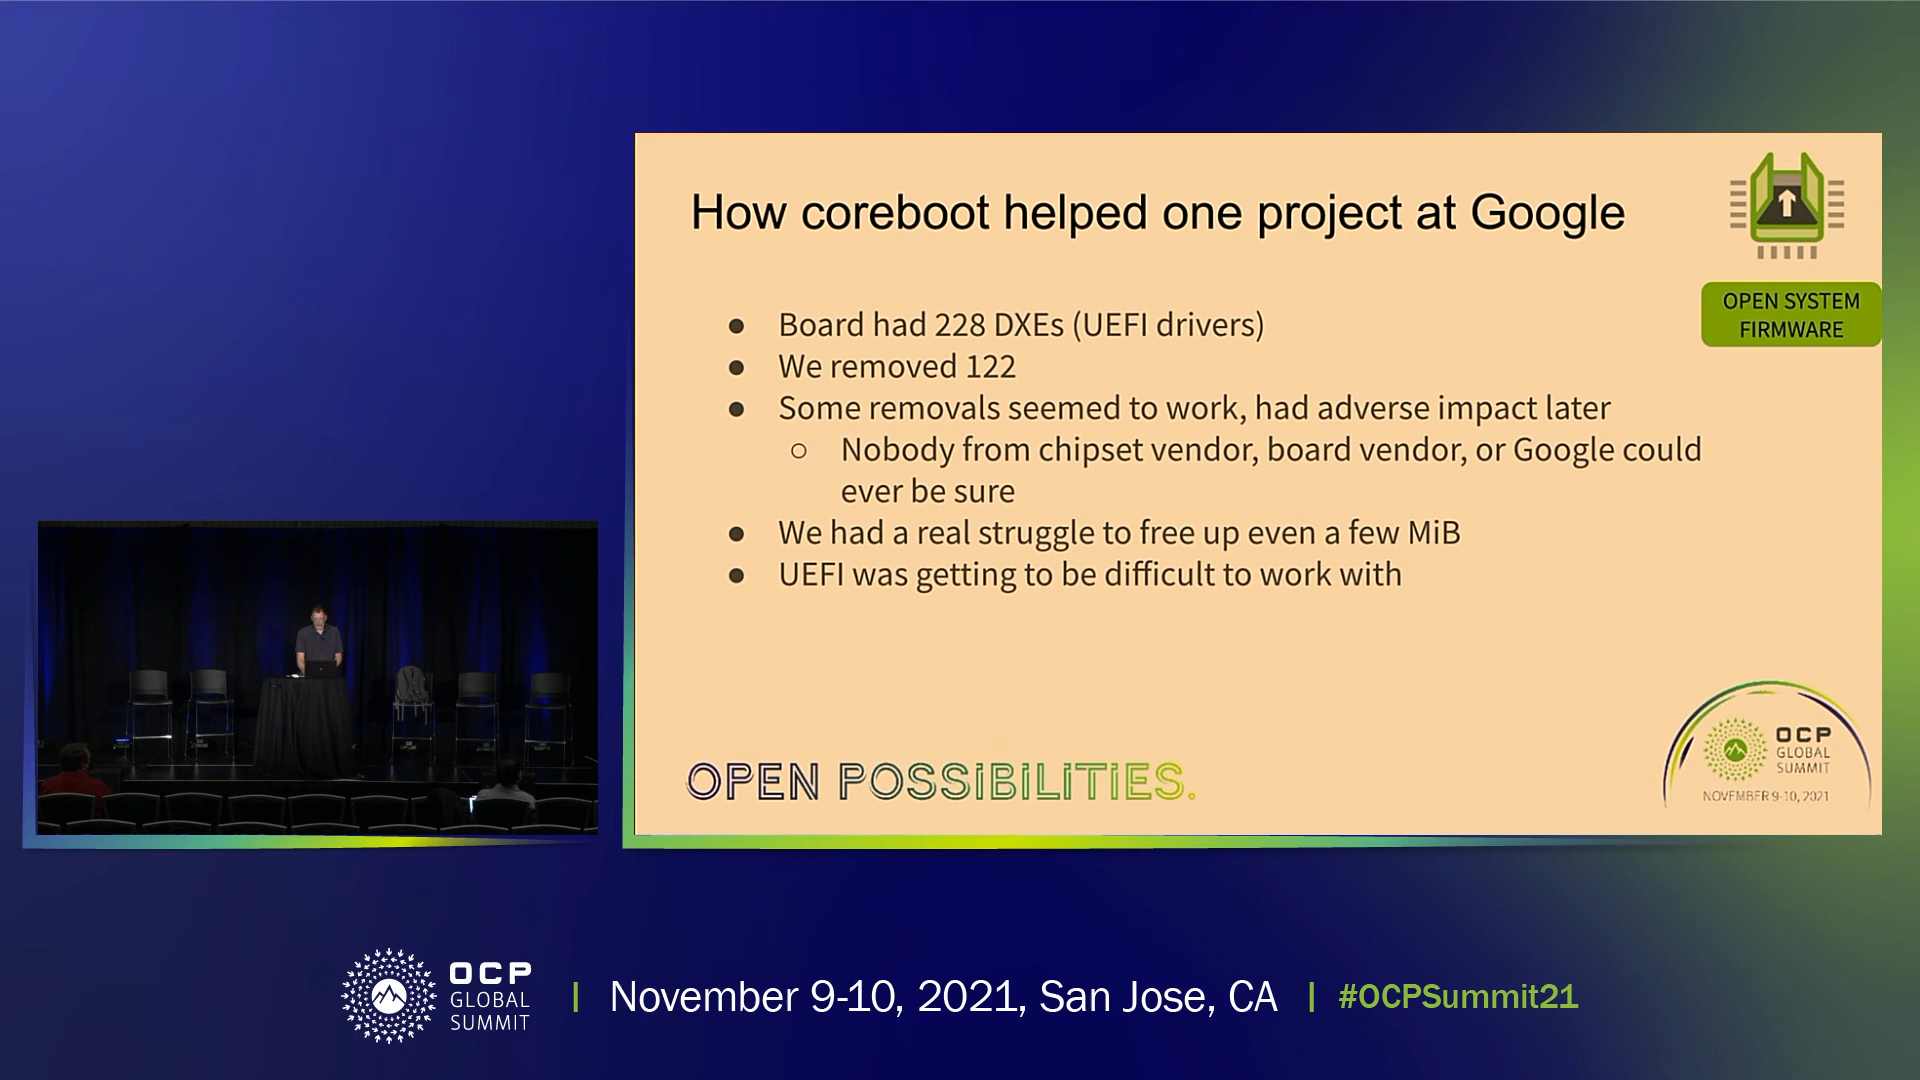 How coreboot helped one project at Google
OPEN SYSTEM
FIRMWARE
● Board had 228 DXEs (UEFI drivers)
● We removed 122
● Some removals seemed to work, had adverse impact later
○ Nobody from chipset vendor, board vendor, or Google could
ever be sure
● We had a real struggle to free up even a few MiB
● UEFI was getting to be difficult to work with
OPEN POSSIBILITIES.
OCP
GLOBAL
SUMMIT
NOVEMBER 9-10, 2021
OCP
GLOBAL
SUMMIT
| November 9-10, 2021, San Jose, CA | #OCPSummit21